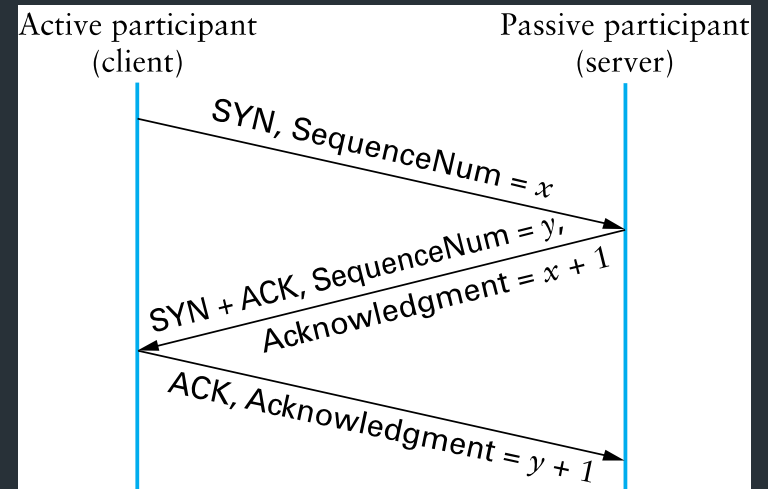 Active participant
(client)
Passive participant
(server)
SYN, SequenceNum = x
SYN + ACK, SequenceNum = y,
Acknowledgment = x + 1
ACK, Acknowledgment = y + 1